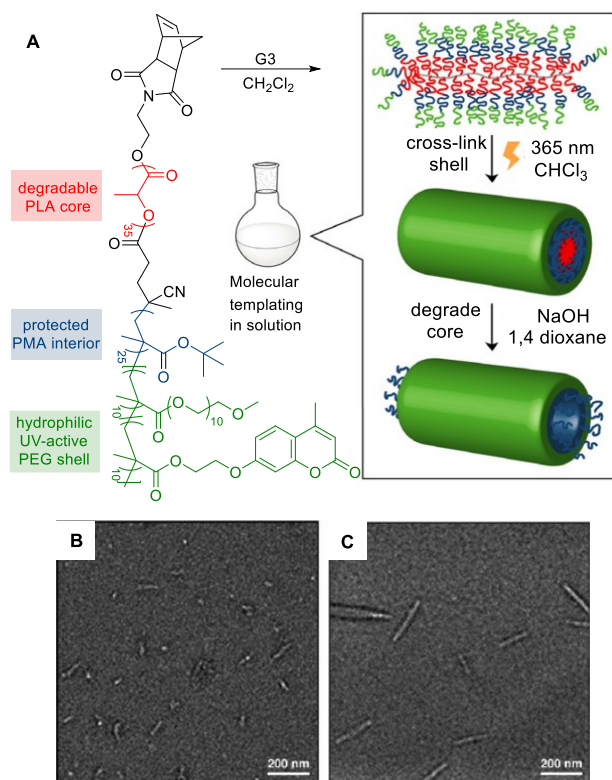 A
G3
CH2Cl2
O
O
N
O
O
O
35
O
CN
degradable
PLA core
protected
PMA interior
hydrophilic
UV-active
PEG shell
25
O
O
10
O
O
10
O
10
O
O
O
O
O
Molecular
templating
in solution
cross-link
shell
365 nm
CHCl3
degrade
core
NaOH
1,4 dioxane
B
200 nm
C
200 nm